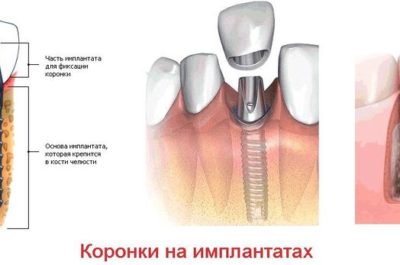 Часть имплантата
для фиксации
коронки
Основа имплантата,
которая крепится
в кости челюсти
Коронки на имплантатах